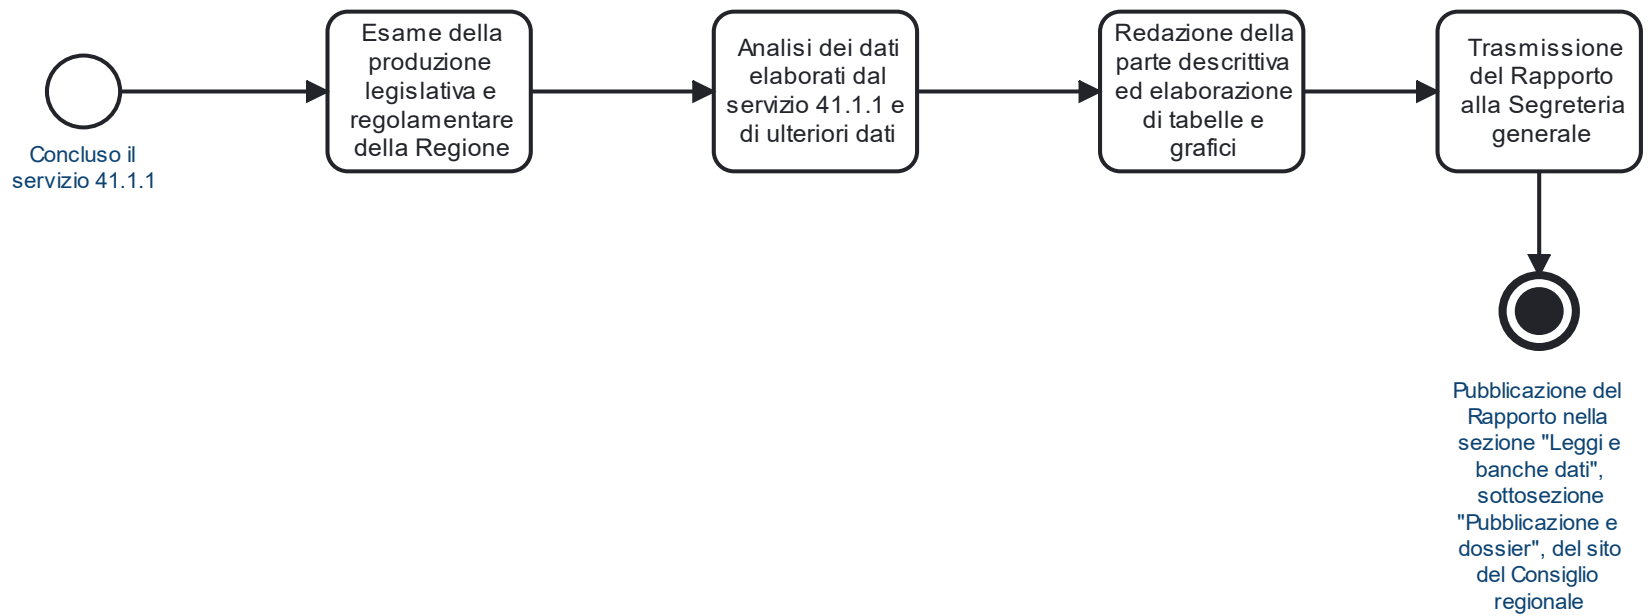 Concluso il
servizio 41.1.1
Esame della
produzione
legislativa e
regolamentare
della Regione
Analisi dei dati
elaborati dal
servizio 41.1.1 e
di ulteriori dati
Redazione della
parte descrittiva
ed elaborazione
di tabelle e
grafici
Trasmissione
del Rapporto
alla Segreteria
generale
Pubblicazione del
Rapporto nella
sezione "Leggi e
banche dati",
sottosezione
"Pubblicazione e
dossier", del sito
del Consiglio
regionale